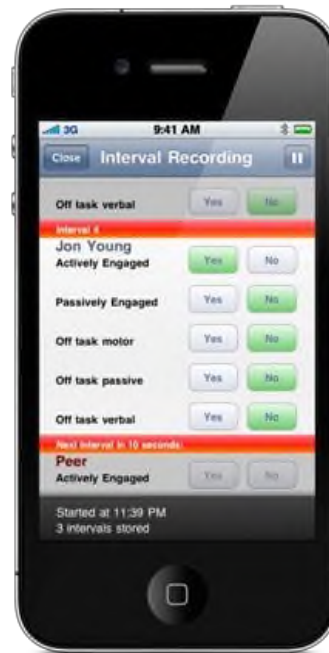 3G 9:41 AM
Close Interval Recording
Off task verbal Yes No
Interval 4
Jon Young
Actively Engaged Yes No
Passively Engaged Yes No
Off task motor Yes No
Off task passive Yes No
Off task verbal Yes No
Next interval in 10 seconds:
Peer
Actively Engaged Yes No
Started at 11:39 PM
3 intervals stored